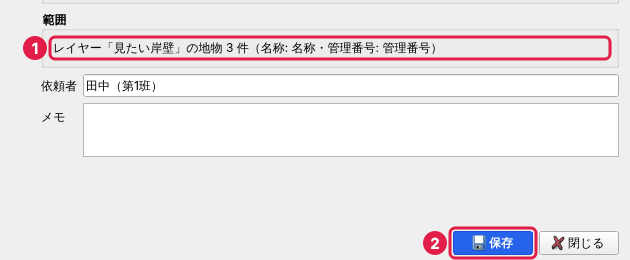 範囲
1 レイヤー「見たい岸壁」の地物 3 件（名称: 名称・管理番号: 管理番号）
依頼者 田中（第1班）
メモ
2 保存 閉じる